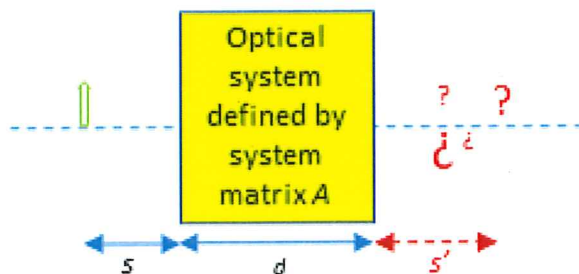 Optical
system
defined by
system
matrix A
? ?
¿ ¿
s d s'